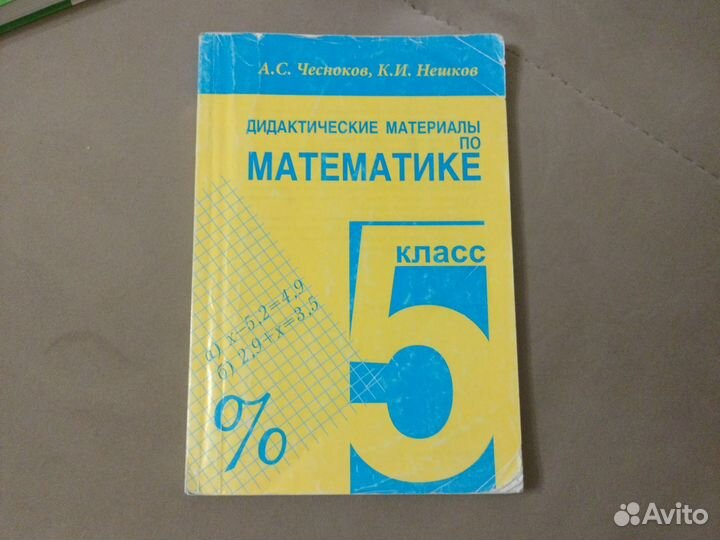 А.С. Чесноков, К.И. Нешков
ДИДАКТИЧЕСКИЕ МАТЕРИАЛЫ
ПО
МАТЕМАТИКЕ
5
класс
а) x−5,2=4,9
б) 2,9+x=3,5
%
Avito